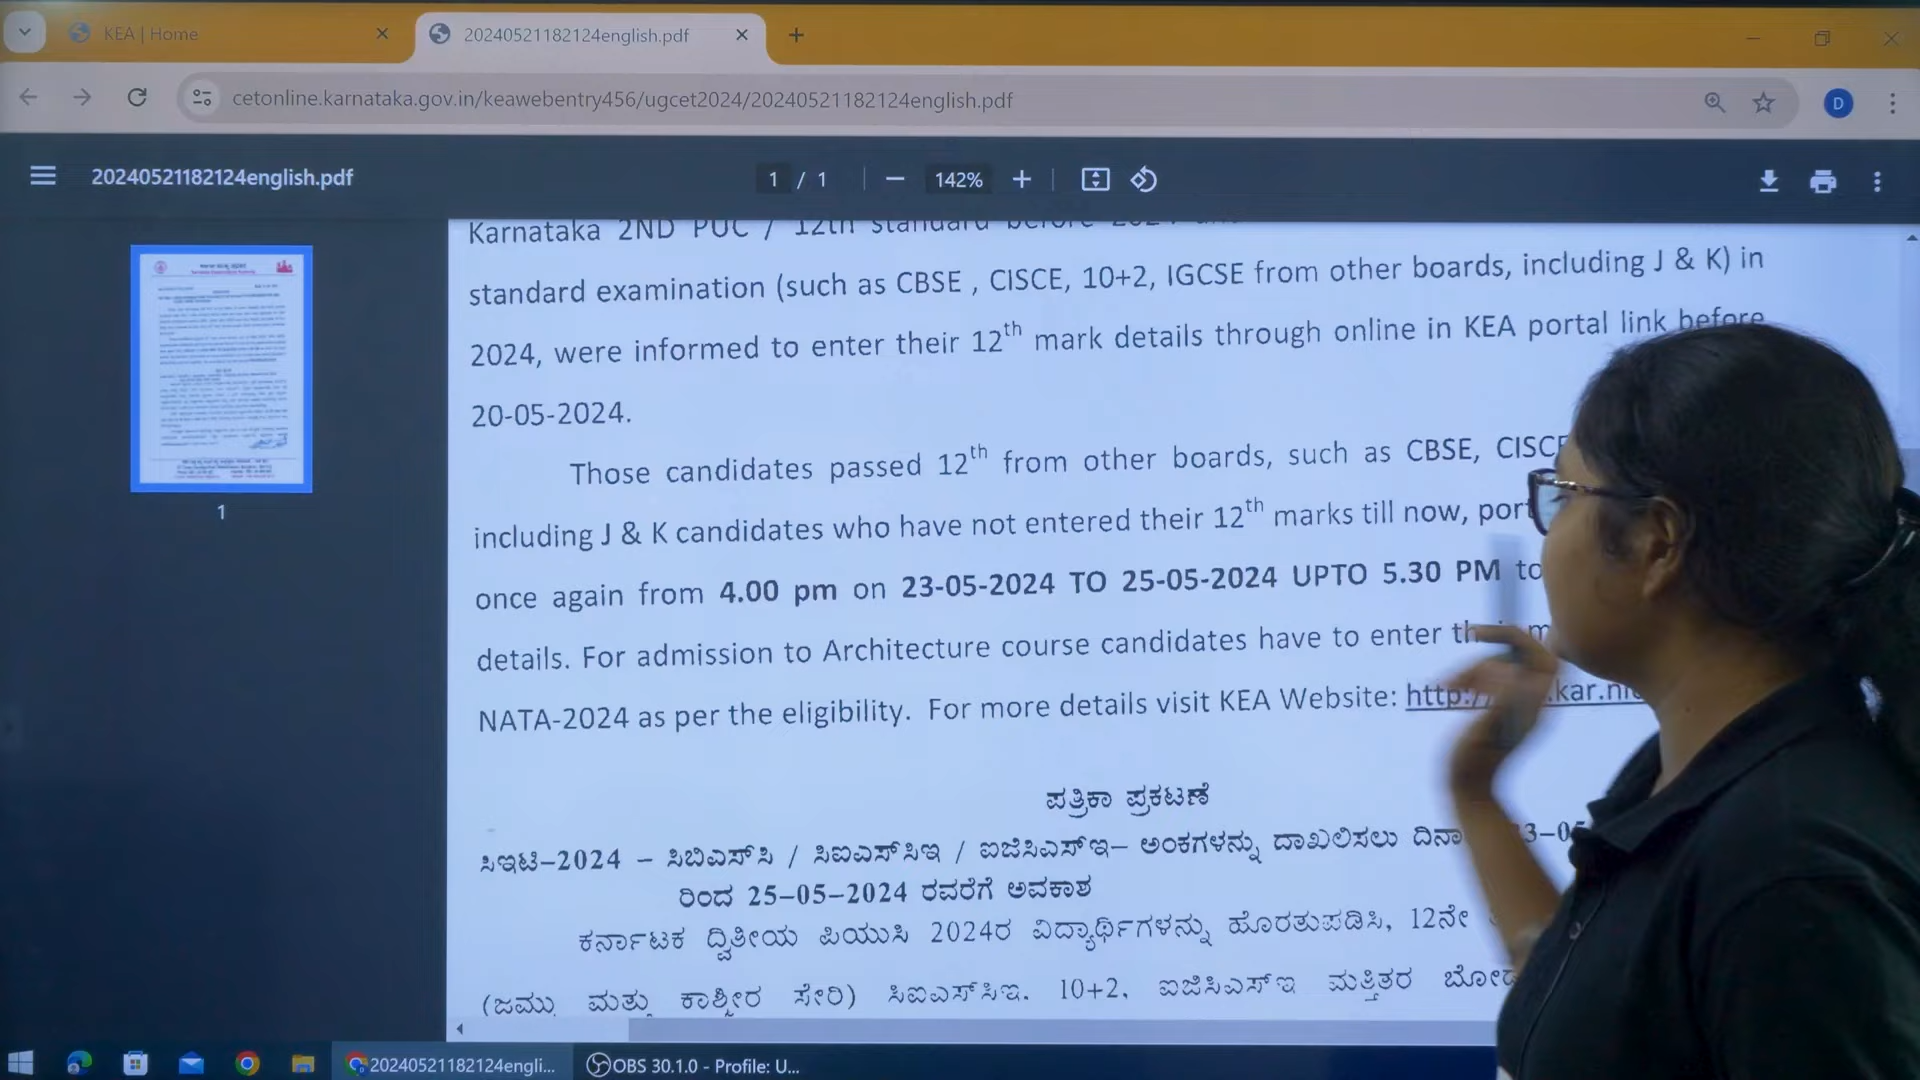 KEA | Home
20240521182124english.pdf
cetonline.karnataka.gov.in/keawebentry456/ugcet2024/20240521182124english.pdf
D
20240521182124english.pdf
1 / 1
142%
1
Karnataka 2ND PUC / 12th standard before
standard examination (such as CBSE , CISCE, 10+2, IGCSE from other boards, including J & K) in
2024, were informed to enter their 12th mark details through online in KEA portal link before
20-05-2024.
Those candidates passed 12th from other boards, such as CBSE, CISCE
including J & K candidates who have not entered their 12th marks till now,
once again from 4.00 pm on 23-05-2024 TO 25-05-2024 UPTO 5.30 PM to
details. For admission to Architecture course candidates have to enter
NATA-2024 as per the eligibility. For more details visit KEA Website: http:/
ಪತ್ರಿಕಾ ಪ್ರಕಟಣೆ
ಸಿಇಟಿ-2024 – ಸಿಬಿಎಸ್‌ಸಿ / ಸಿಐಎಸ್‌ಸಿಇ / ಐಜಿಸಿಎಸ್‌ಇ– ಅಂಕಗಳನ್ನು ದಾಖಲಿಸಲು
ರಿಂದ 25-05-2024 ರವರೆಗೆ ಅವಕಾಶ
ಕರ್ನಾಟಕ ದ್ವಿತೀಯ ಪಿಯುಸಿ 2024ರ ವಿದ್ಯಾರ್ಥಿಗಳನ್ನು ಹೊರತುಪಡಿಸಿ, 12ನೇ
(ಜಮ್ಮು ಮತ್ತು ಕಾಶ್ಮೀರ ಸೇರಿ) ಸಿಐಎಸ್‌ಸಿಇ, 10+2, ಐಜಿಸಿಎಸ್‌ಇ ಮತ್ತಿತರ
20240521182124engli...
OBS 30.1.0 - Profile: U...